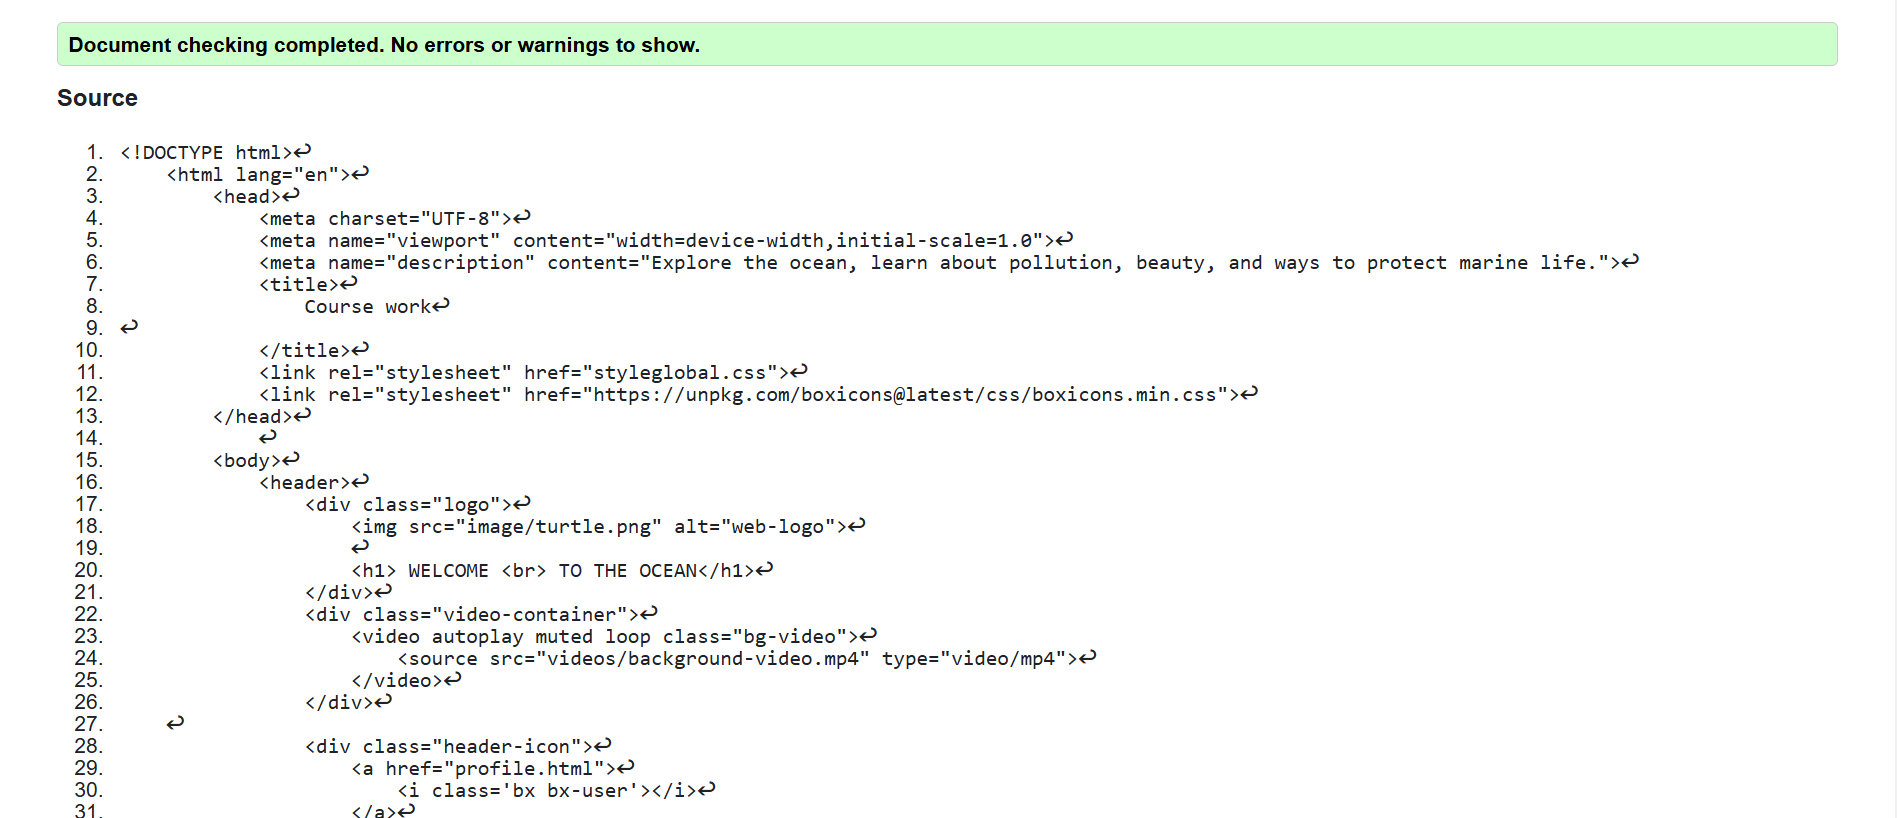 Document checking completed. No errors or warnings to show.
Source
1. <!DOCTYPE html>↩
2.     <html lang="en">↩
3.         <head>↩
4.             <meta charset="UTF-8">↩
5.             <meta name="viewport" content="width=device-width,initial-scale=1.0">↩
6.             <meta name="description" content="Explore the ocean, learn about pollution, beauty, and ways to protect marine life.">↩
7.             <title>↩
8.                 Course work↩
9. ↩
10.             </title>↩
11.             <link rel="stylesheet" href="styleglobal.css">↩
12.             <link rel="stylesheet" href="https://unpkg.com/boxicons@latest/css/boxicons.min.css">↩
13.         </head>↩
14.             ↩
15.         <body>↩
16.             <header>↩
17.                 <div class="logo">↩
18.                     <img src="image/turtle.png" alt="web-logo">↩
19.                     ↩
20.                     <h1> WELCOME <br> TO THE OCEAN</h1>↩
21.                 </div>↩
22.                 <div class="video-container">↩
23.                     <video autoplay muted loop class="bg-video">↩
24.                         <source src="videos/background-video.mp4" type="video/mp4">↩
25.                     </video>↩
26.                 </div>↩
27.     ↩
28.                 <div class="header-icon">↩
29.                     <a href="profile.html">↩
30.                         <i class='bx bx-user'></i>↩
31.                     </a>↩